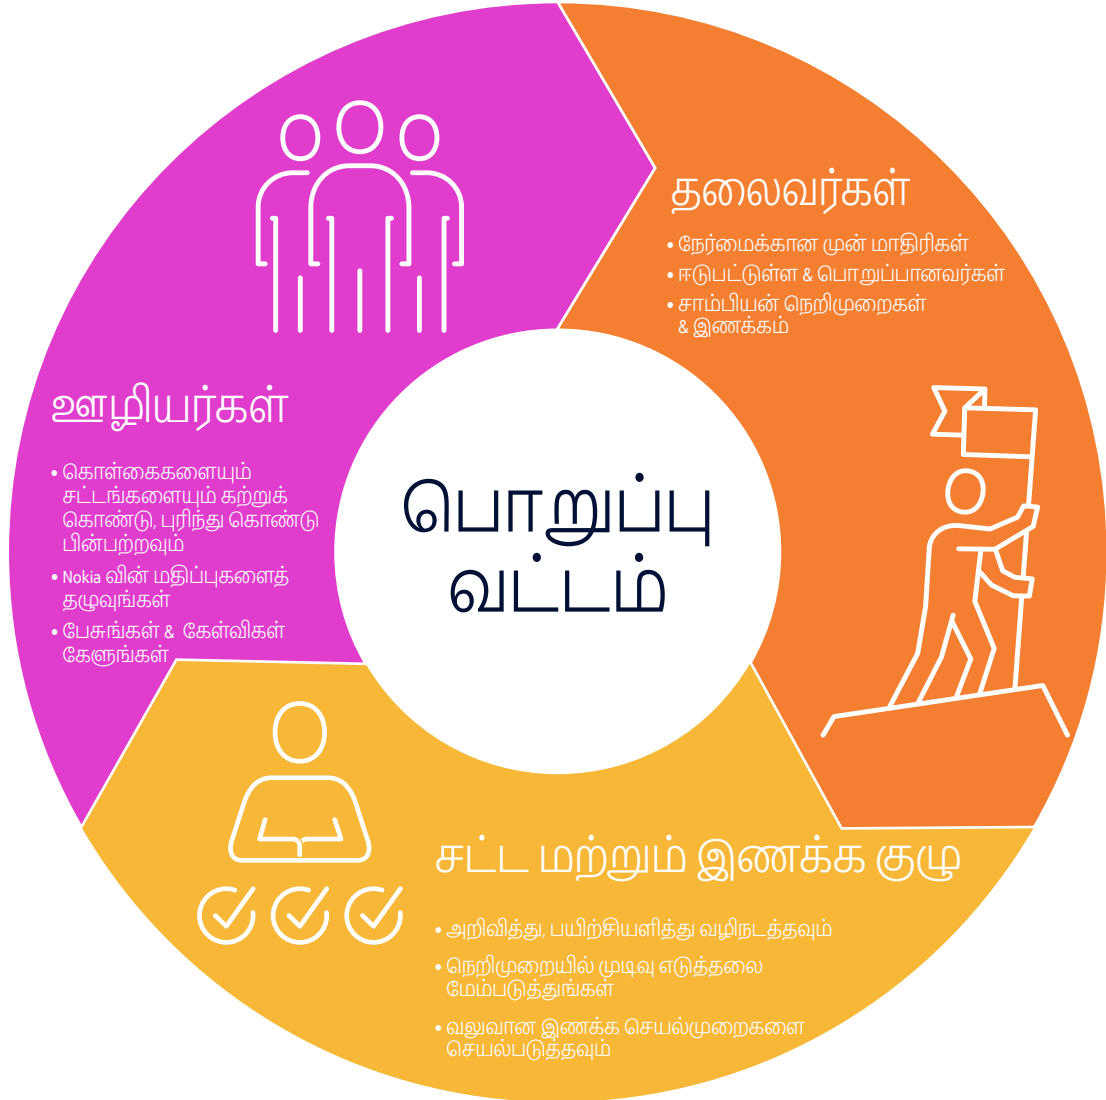 தலைவர்கள்
• நேர்மைக்கான முன் மாதிரிகள்
• ஈடுபட்டுள்ள & பொறுப்பானவர்கள்
• சாம்பியன் நெறிமுறைகள்
& இணக்கம்
ஊழியர்கள்
• கொள்கைகளையும்
சட்டங்களையும் கற்றுக்
கொண்டு, புரிந்து கொண்டு
பின்பற்றவும்
• Nokia வின் மதிப்புகளைத்
தழுவுங்கள்
• பேசுங்கள் & கேள்விகள்
கேளுங்கள்
பொறுப்பு
வட்டம்
சட்ட மற்றும் இணக்க குழு
• அறிவித்து, பயிற்சியளித்து வழிநடத்தவும்
• நெறிமுறையில் முடிவு எடுத்தலை
மேம்படுத்துங்கள்
• வலுவான இணக்க செயல்முறைகளை
செயல்படுத்தவும்